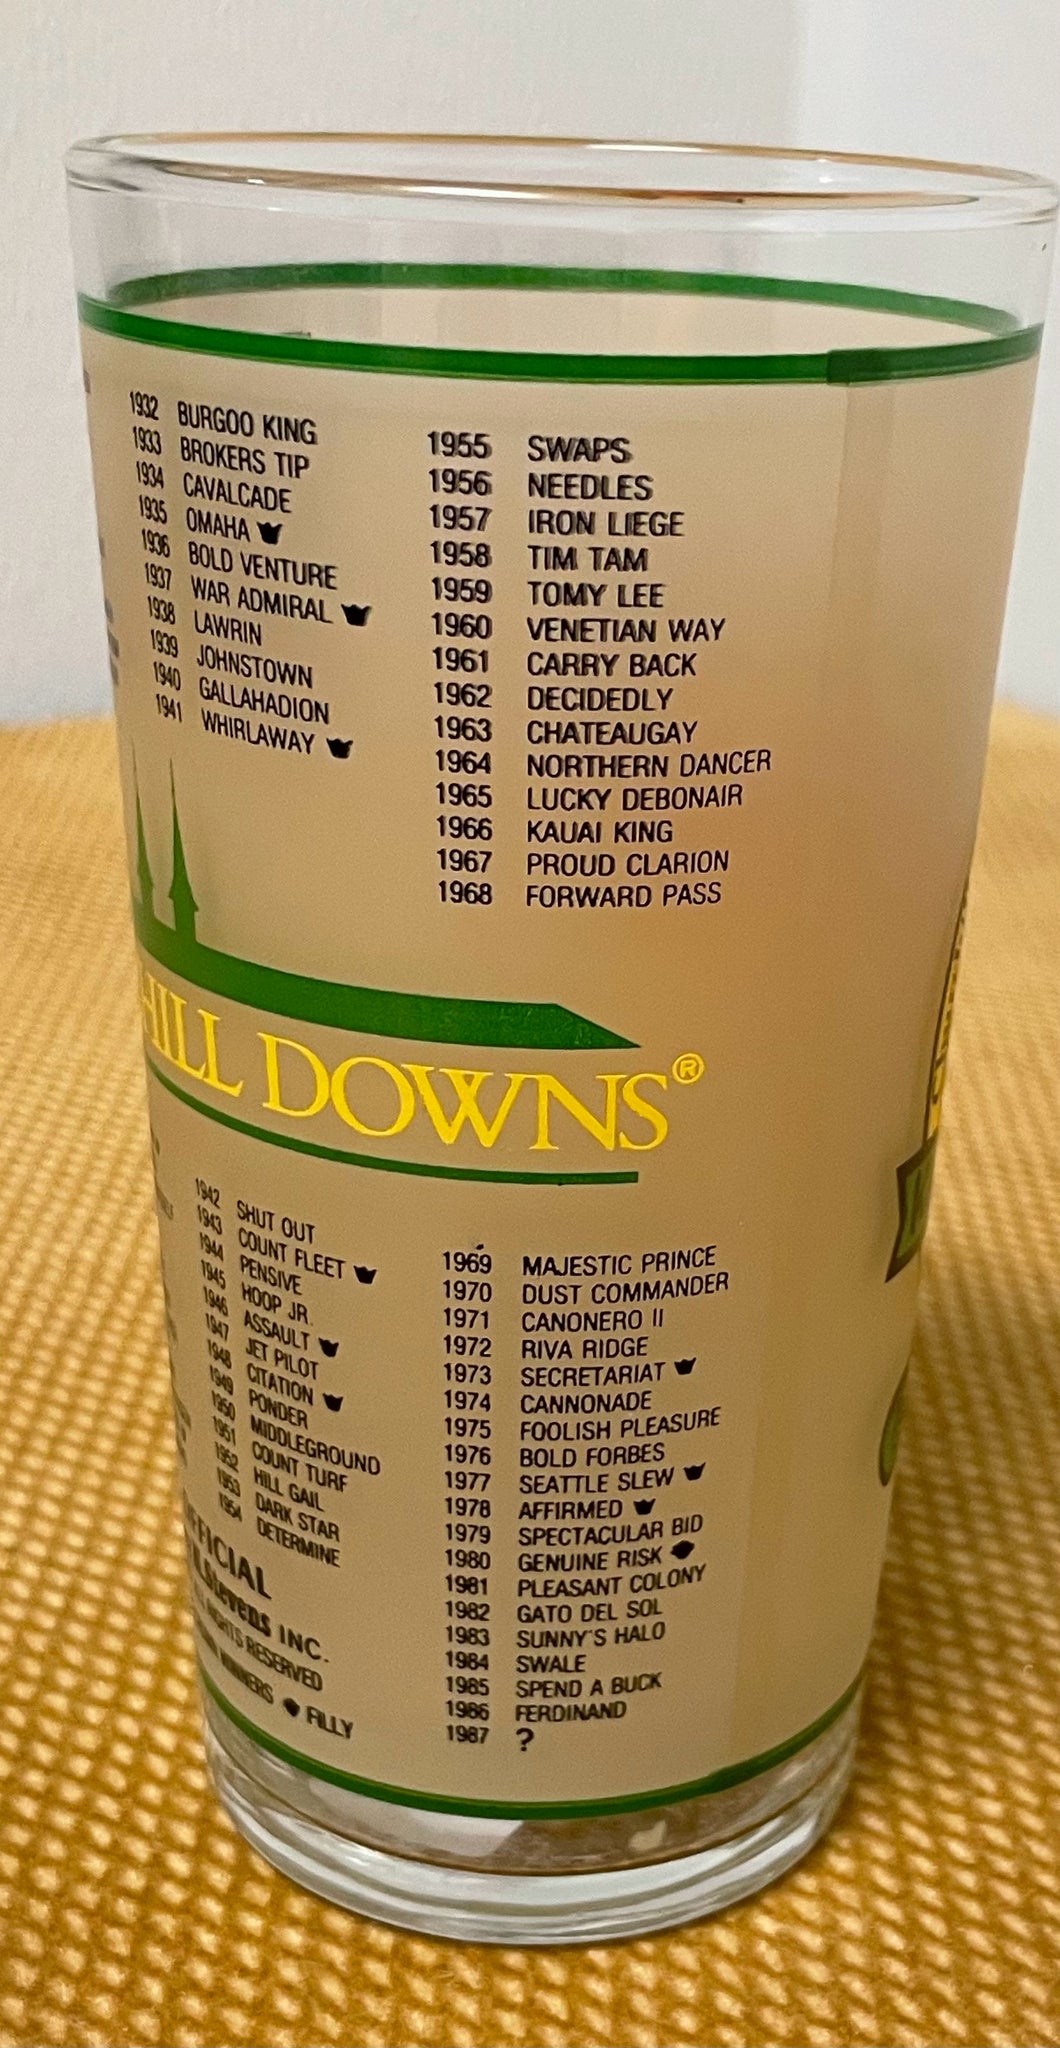 1932 BURGOO KING
1933 BROKERS TIP
1934 CAVALCADE
1935 OMAHA
1936 BOLD VENTURE
1937 WAR ADMIRAL
1938 LAWRIN
1939 JOHNSTOWN
1940 GALLAHADION
1941 WHIRLAWAY
1955 SWAPS
1956 NEEDLES
1957 IRON LIEGE
1958 TIM TAM
1959 TOMY LEE
1960 VENETIAN WAY
1961 CARRY BACK
1962 DECIDEDLY
1963 CHATEAUGAY
1964 NORTHERN DANCER
1965 LUCKY DEBONAIR
1966 KAUAI KING
1967 PROUD CLARION
1968 FORWARD PASS
HILL DOWNS®
1942 SHUT OUT
1943 COUNT FLEET
1944 PENSIVE
1945 HOOP JR.
1946 ASSAULT
1947 JET PILOT
1948 CITATION
1949 PONDER
1950 MIDDLEGROUND
1951 COUNT TURF
1952 HILL GAIL
1953 DARK STAR
1954 DETERMINE
FFICIAL
Stevens INC.
RIGHTS RESERVED
WINNERS FILLY
1969 MAJESTIC PRINCE
1970 DUST COMMANDER
1971 CANONERO II
1972 RIVA RIDGE
1973 SECRETARIAT
1974 CANNONADE
1975 FOOLISH PLEASURE
1976 BOLD FORBES
1977 SEATTLE SLEW
1978 AFFIRMED
1979 SPECTACULAR BID
1980 GENUINE RISK
1981 PLEASANT COLONY
1982 GATO DEL SOL
1983 SUNNY'S HALO
1984 SWALE
1985 SPEND A BUCK
1986 FERDINAND
1987 ?